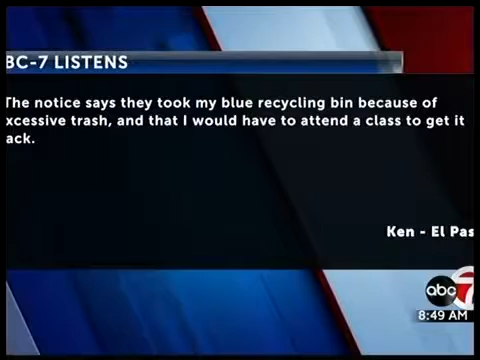 BC-7 LISTENS
The notice says they took my blue recycling bin because of
xcessive trash, and that I would have to attend a class to get it
ack.
Ken - El Pas
abc 7
8:49 AM